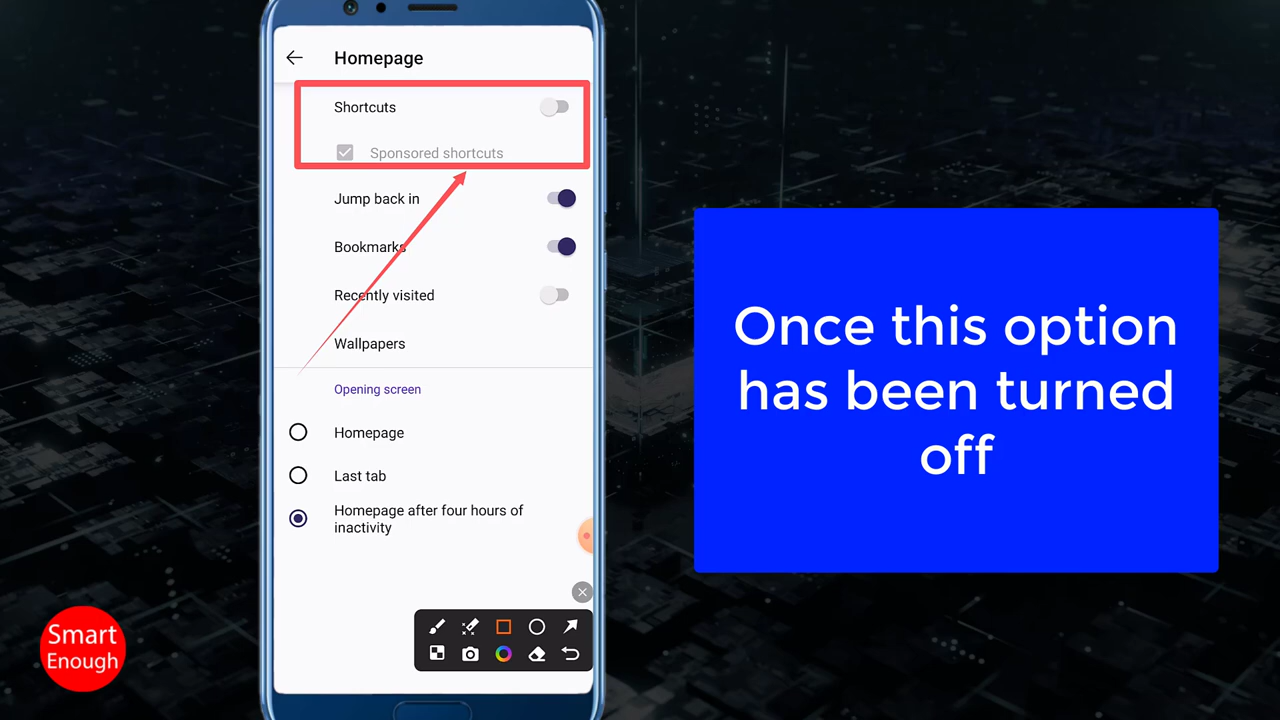 Homepage
Shortcuts
Sponsored shortcuts
Jump back in
Bookmarks
Recently visited
Wallpapers
Opening screen
Homepage
Last tab
Homepage after four hours of
inactivity
Once this option
has been turned
off
Smart
Enough